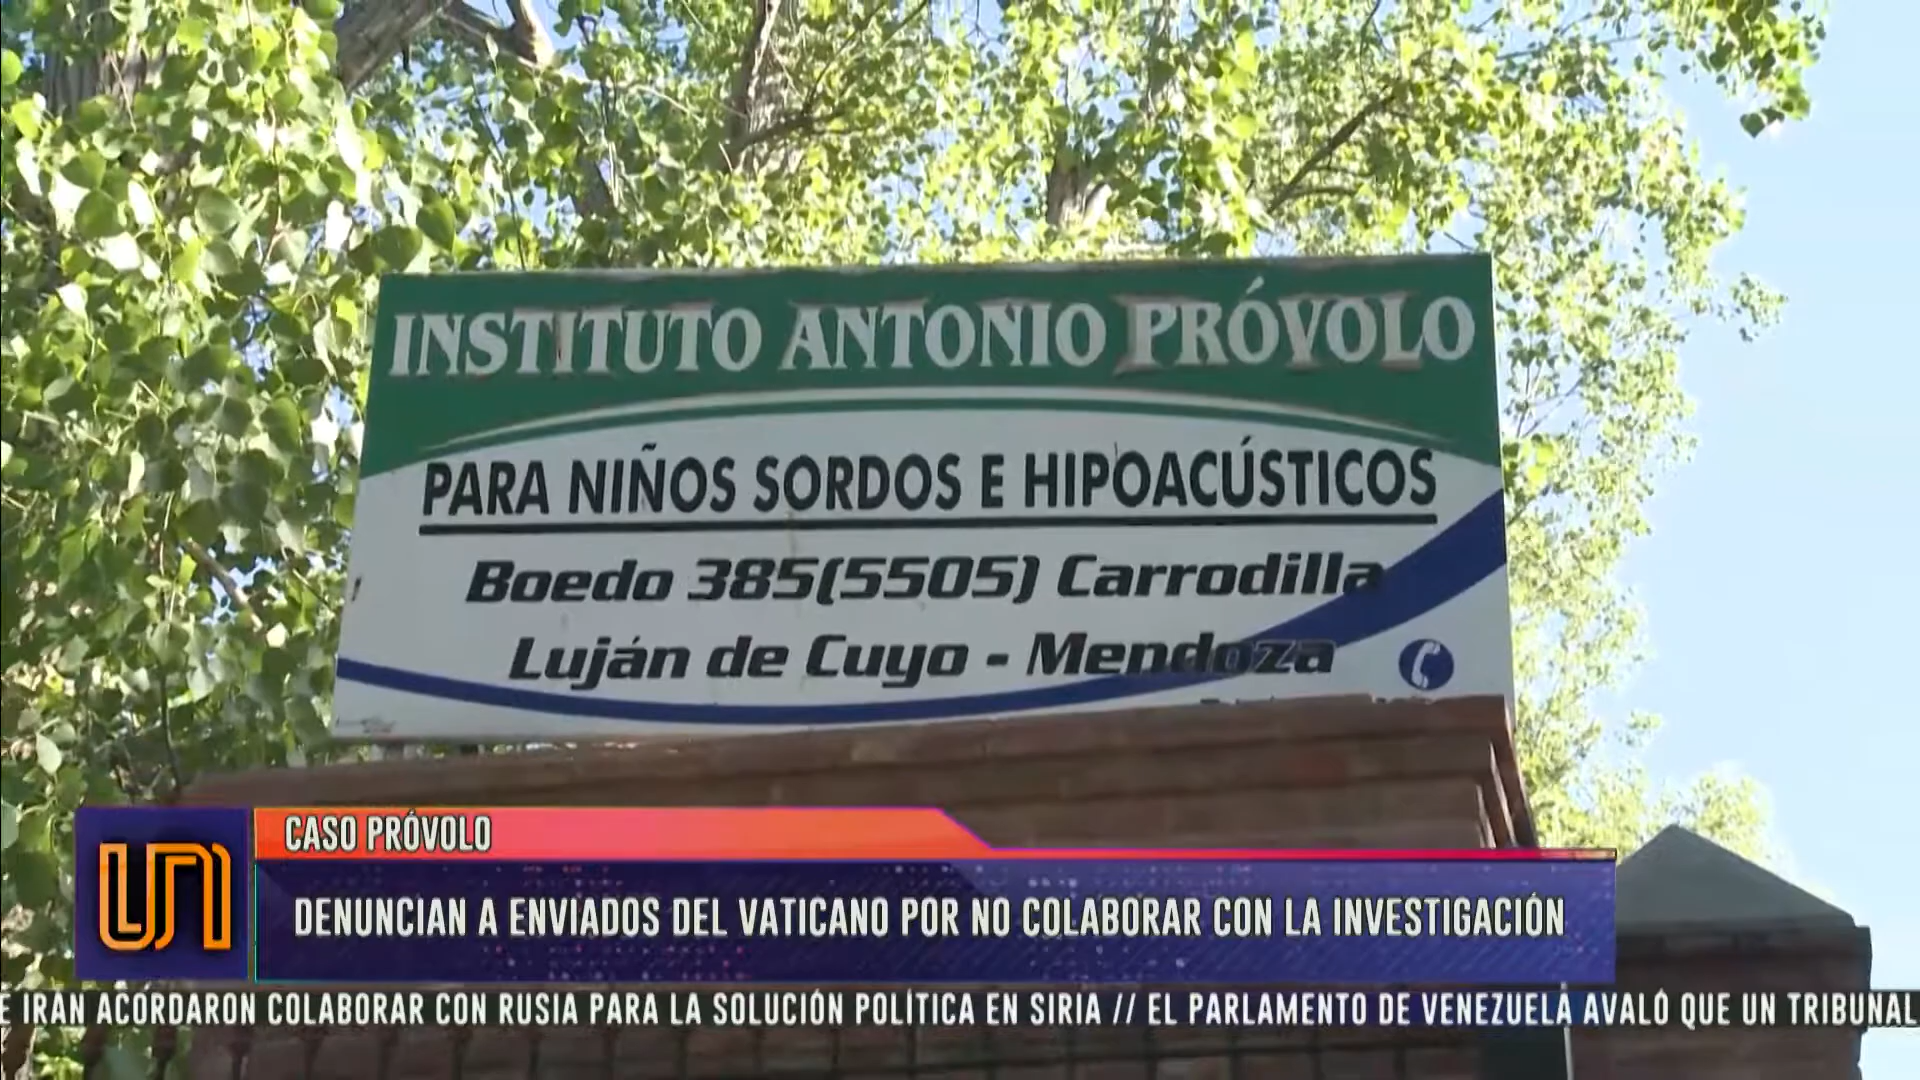 INSTITUTO ANTONIO PRÓVOLO
PARA NIÑOS SORDOS E HIPOACÚSTICOS
Boedo 385(5505) Carrodilla
Luján de Cuyo - Mendoza
CASO PRÓVOLO
UN
DENUNCIAN A ENVIADOS DEL VATICANO POR NO COLABORAR CON LA INVESTIGACIÓN
E IRÁN ACORDARON COLABORAR CON RUSIA PARA LA SOLUCIÓN POLÍTICA EN SIRIA // EL PARLAMENTO DE VENEZUELA AVALÓ QUE UN TRIBUNAL